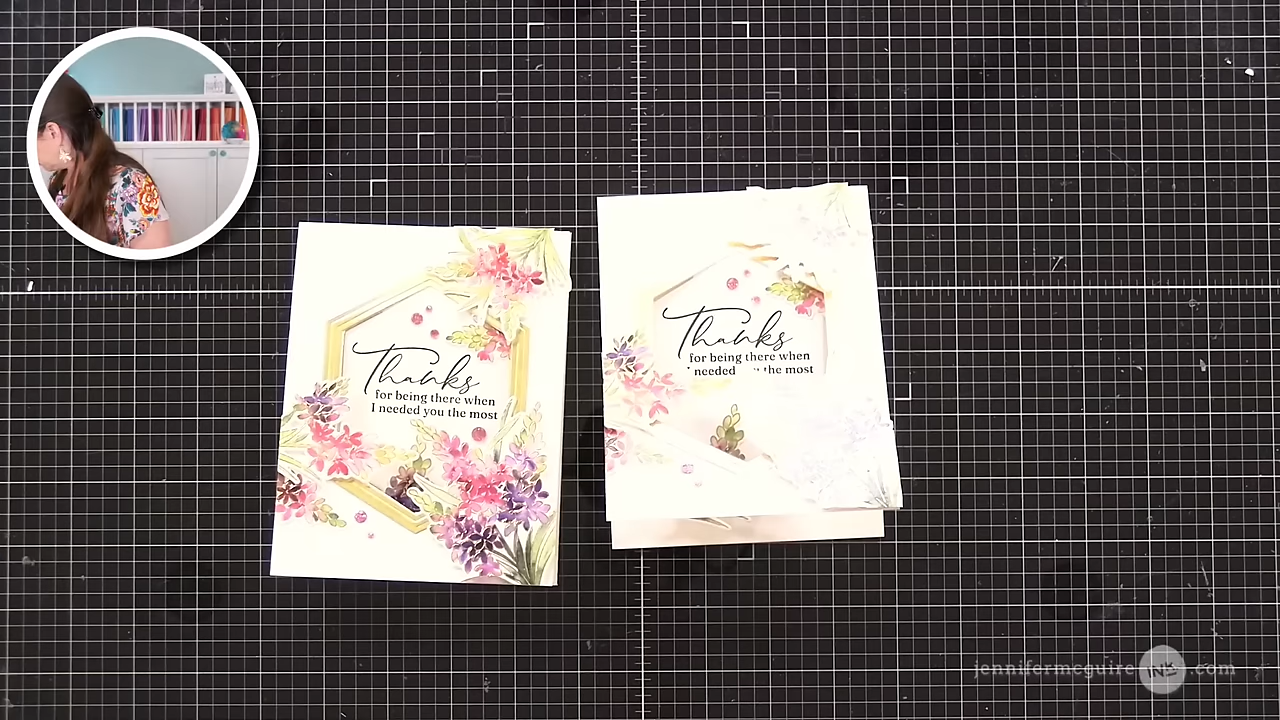 Thanks
for being there when
I needed you the most
Thanks
for being there when
needed the most
jennifermcguire INK .com